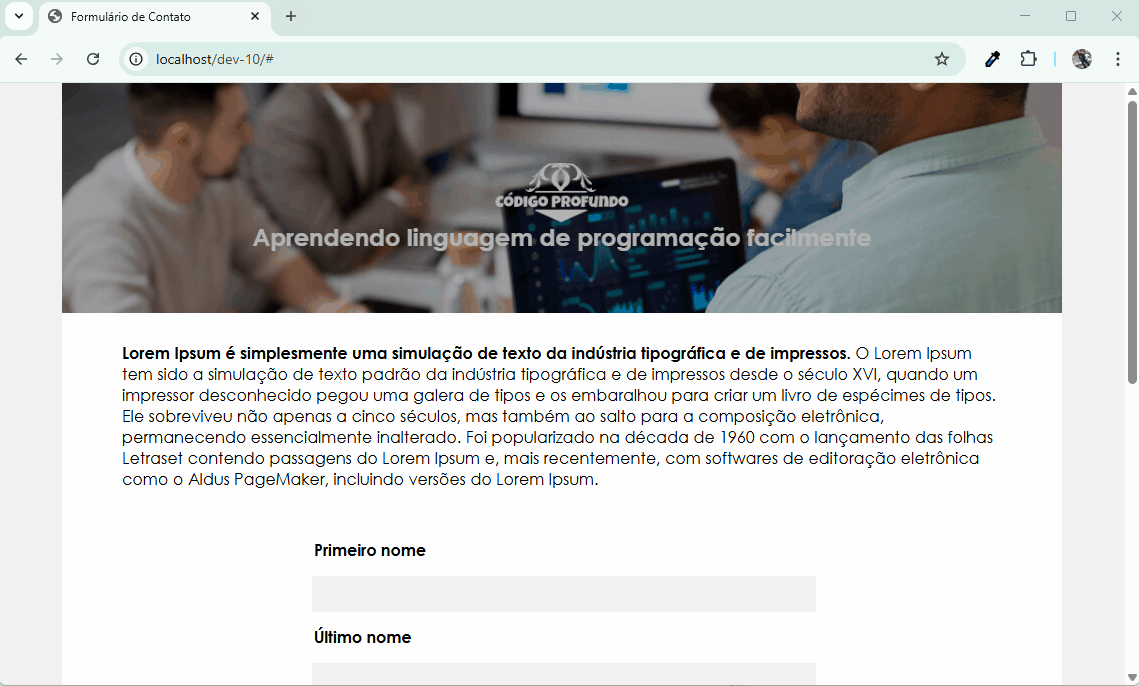 Formulário de Contato
localhost/dev-10/#
CÓDIGO PROFUNDO
Aprendendo linguagem de programação facilmente
Lorem Ipsum é simplesmente uma simulação de texto da indústria tipográfica e de impressos. O Lorem Ipsum
tem sido a simulação de texto padrão da indústria tipográfica e de impressos desde o século XVI, quando um
impressor desconhecido pegou uma galera de tipos e os embaralhou para criar um livro de espécimes de tipos.
Ele sobreviveu não apenas a cinco séculos, mas também ao salto para a composição eletrônica,
permanecendo essencialmente inalterado. Foi popularizado na década de 1960 com o lançamento das folhas
Letraset contendo passagens do Lorem Ipsum e, mais recentemente, com softwares de editoração eletrônica
como o Aldus PageMaker, incluindo versões do Lorem Ipsum.
Primeiro nome
Último nome